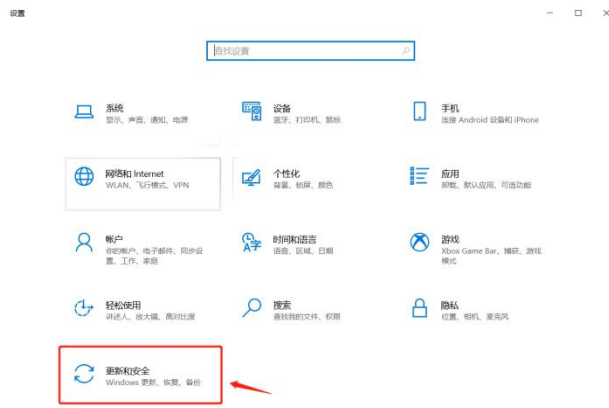 设置
查找设置
系统
显示、声音、通知、电源
设备
蓝牙、打印机、鼠标
手机
连接 Android 设备和 iPhone
网络和 Internet
WLAN、飞行模式、VPN
个性化
背景、锁屏、颜色
应用
卸载、默认应用、可选功能
帐户
你的帐户、电子邮件、同步设
置、工作、家庭
时间和语言
语音、区域、日期
游戏
Xbox Game Bar、捕获、游戏
模式
轻松使用
讲述人、放大镜、高对比度
搜索
查找我的文件、权限
隐私
位置、相机、麦克风
更新和安全
Windows 更新、恢复、备份